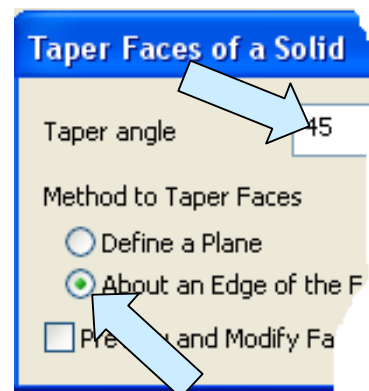 Taper Faces of a Solid
Taper angle 45
Method to Taper Faces
Define a Plane
About an Edge of the F
and Modify Fa